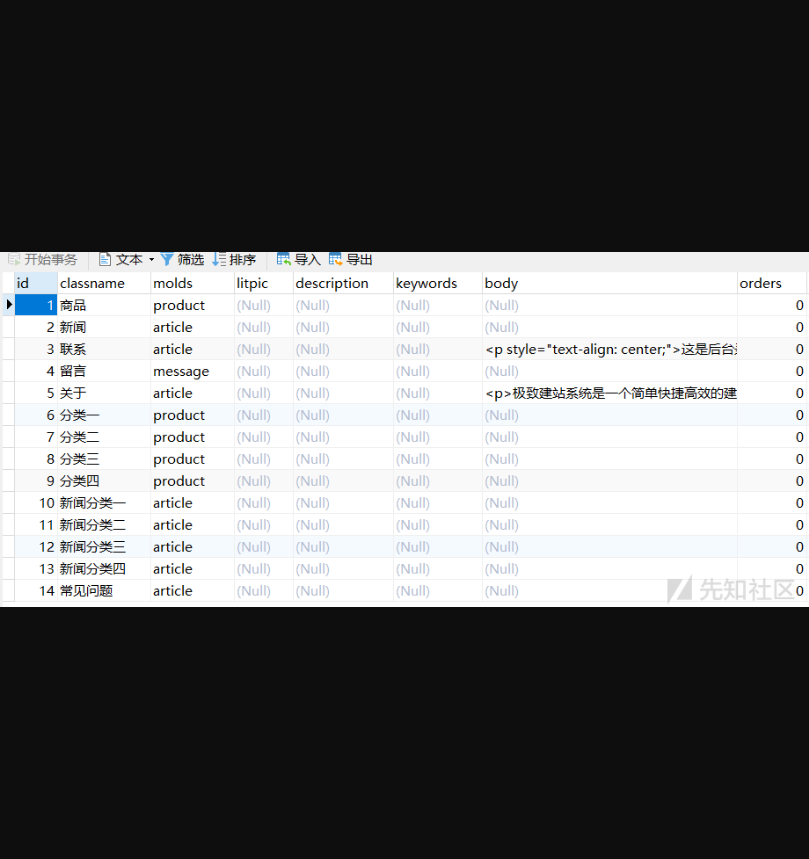 开始事务 文本 筛选 排序 导入 导出
id classname molds litpic description keywords body orders
1 商品 product (Null) (Null) (Null) (Null) 0
2 新闻 article (Null) (Null) (Null) (Null) 0
3 联系 article (Null) (Null) (Null) <p style="text-align: center;">这是后台 0
4 留言 message (Null) (Null) (Null) (Null) 0
5 关于 article (Null) (Null) (Null) <p>极致建站系统是一个简单快捷高效的建 0
6 分类一 product (Null) (Null) (Null) (Null) 0
7 分类二 product (Null) (Null) (Null) (Null) 0
8 分类三 product (Null) (Null) (Null) (Null) 0
9 分类四 product (Null) (Null) (Null) (Null) 0
10 新闻分类一 article (Null) (Null) (Null) (Null) 0
11 新闻分类二 article (Null) (Null) (Null) (Null) 0
12 新闻分类三 article (Null) (Null) (Null) (Null) 0
13 新闻分类四 article (Null) (Null) (Null) (Null) 0
14 常见问题 article (Null) (Null) (Null) (Null) 0
先知社区